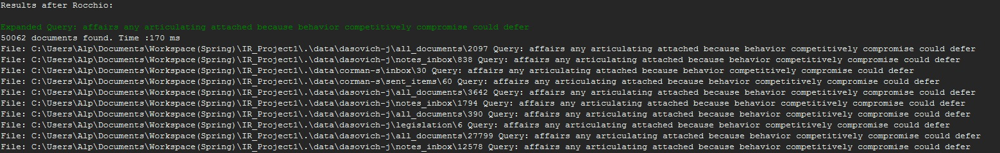 Results after Rocchio:
Expanded Query: affairs any articulating attached because behavior competitively compromise could defer
50062 documents found. Time :170 ms
File: C:\Users\Alp\Documents\Workspace(Spring)\IR_Project1\.\data\dasovich-j\all_documents\2097 Query: affairs any articulating attached because behavior competitively compromise could defer
File: C:\Users\Alp\Documents\Workspace(Spring)\IR_Project1\.\data\dasovich-j\notes_inbox\838 Query: affairs any articulating attached because behavior competitively compromise could defer
File: C:\Users\Alp\Documents\Workspace(Spring)\IR_Project1\.\data\corman-s\inbox\30 Query: affairs any articulating attached because behavior competitively compromise could defer
File: C:\Users\Alp\Documents\Workspace(Spring)\IR_Project1\.\data\corman-s\sent_items\60 Query: affairs any articulating attached because behavior competitively compromise could defer
File: C:\Users\Alp\Documents\Workspace(Spring)\IR_Project1\.\data\dasovich-j\all_documents\3642 Query: affairs any articulating attached because behavior competitively compromise could defer
File: C:\Users\Alp\Documents\Workspace(Spring)\IR_Project1\.\data\dasovich-j\notes_inbox\1794 Query: affairs any articulating attached because behavior competitively compromise could defer
File: C:\Users\Alp\Documents\Workspace(Spring)\IR_Project1\.\data\dasovich-j\all_documents\390 Query: affairs any articulating attached because behavior competitively compromise could defer
File: C:\Users\Alp\Documents\Workspace(Spring)\IR_Project1\.\data\dasovich-j\legislation\6 Query: affairs any articulating attached because behavior competitively compromise could defer
File: C:\Users\Alp\Documents\Workspace(Spring)\IR_Project1\.\data\dasovich-j\all_documents\27799 Query: affairs any articulating attached because behavior competitively compromise could defer
File: C:\Users\Alp\Documents\Workspace(Spring)\IR_Project1\.\data\dasovich-j\notes_inbox\12578 Query: affairs any articulating attached because behavior competitively compromise could defer